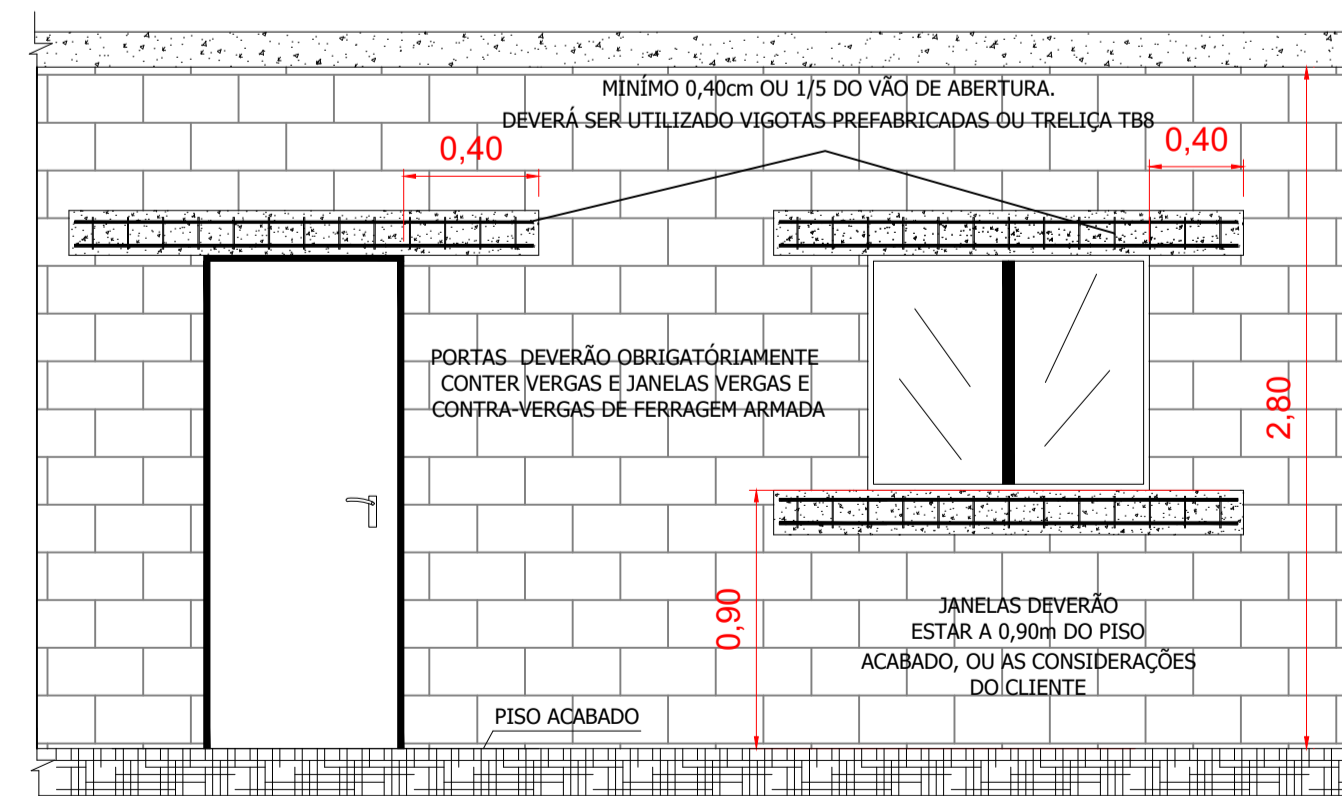 MINÍMO 0,40cm OU 1/5 DO VÃO DE ABERTURA.
DEVERÁ SER UTILIZADO VIGOTAS PREFABRICADAS OU TRELIÇA TB8
0,40
0,40
PORTAS DEVERÃO OBRIGATÓRIAMENTE
CONTER VERGAS E JANELAS VERGAS E
CONTRA-VERGAS DE FERRAGEM ARMADA
2,80
0,90
JANELAS DEVERÃO
ESTAR A 0,90m DO PISO
ACABADO, OU AS CONSIDERAÇÕES
DO CLIENTE
PISO ACABADO